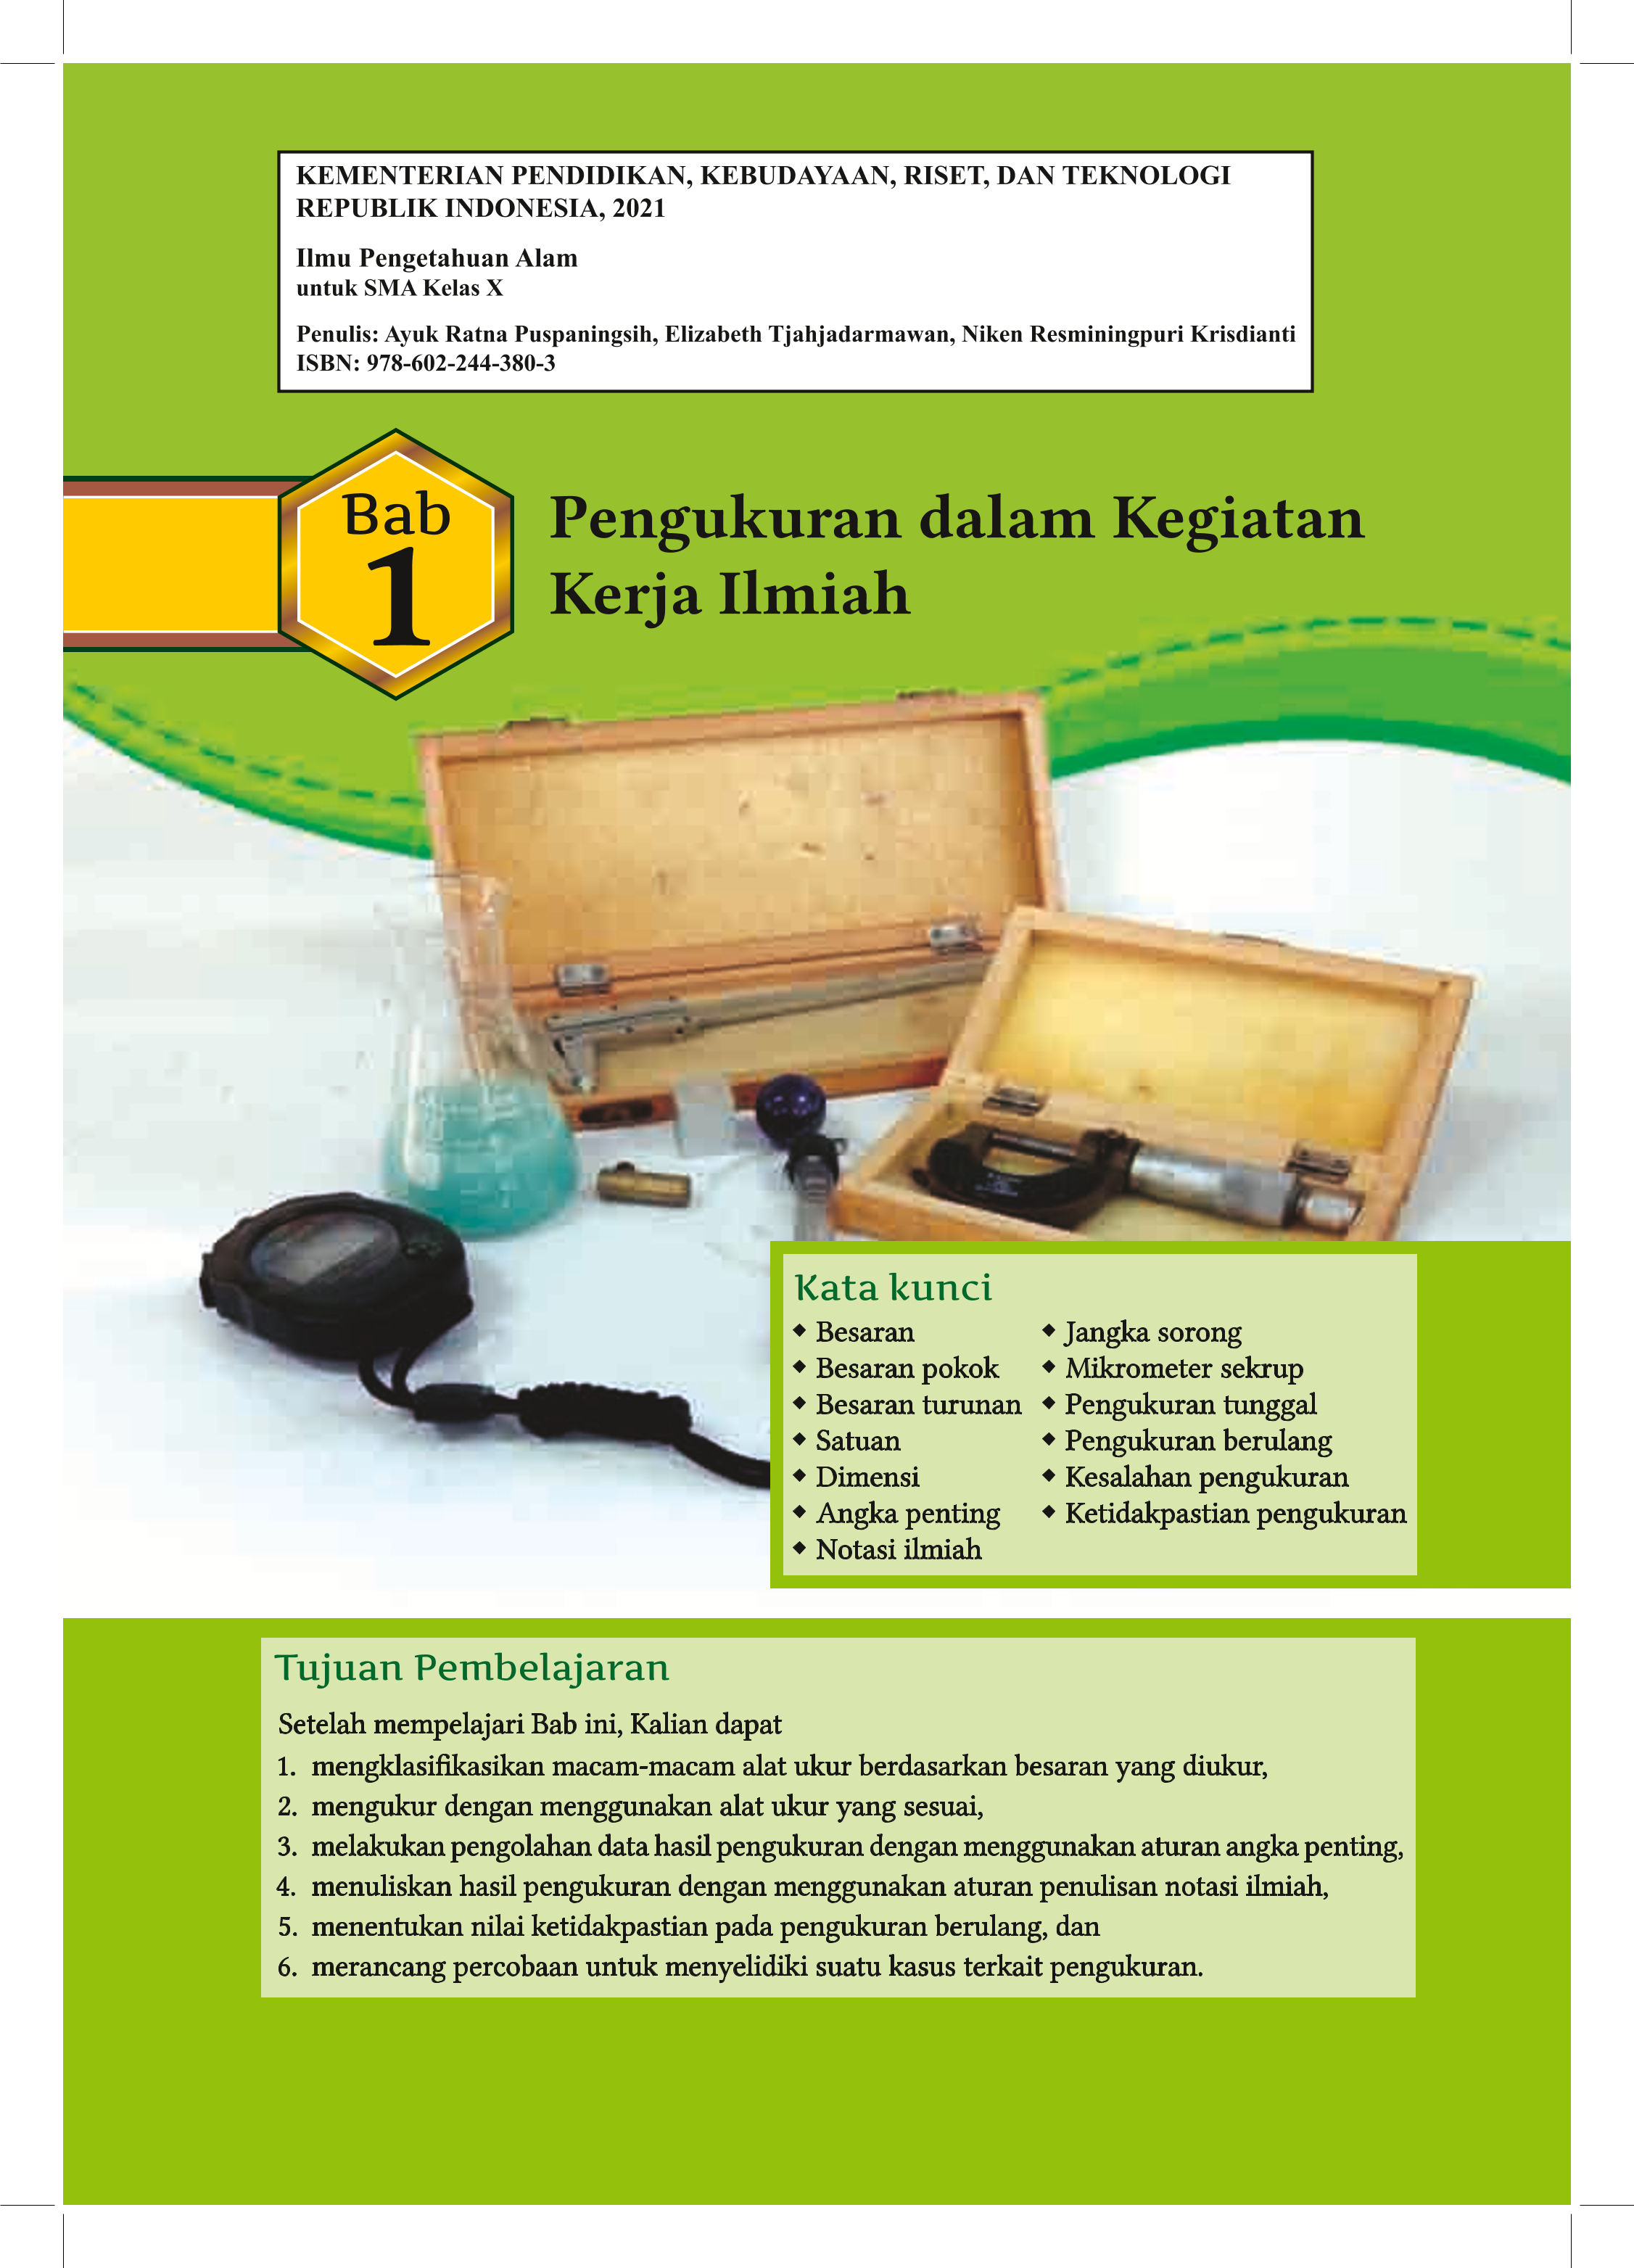 KEMENTERIAN PENDIDIKAN, KEBUDAYAAN, RISET, DAN TEKNOLOGI
REPUBLIK INDONESIA, 2021
Ilmu Pengetahuan Alam
untuk SMA Kelas X
Penulis: Ayuk Ratna Puspaningsih, Elizabeth Tjahjadarmawan, Niken Resminingpuri Krisdianti
ISBN: 978-602-244-380-3
Bab
1
Pengukuran dalam Kegiatan
Kerja Ilmiah
Kata kunci
◆ Besaran
◆ Besaran pokok
◆ Besaran turunan
◆ Satuan
◆ Dimensi
◆ Angka penting
◆ Notasi ilmiah
◆ Jangka sorong
◆ Mikrometer sekrup
◆ Pengukuran tunggal
◆ Pengukuran berulang
◆ Kesalahan pengukuran
◆ Ketidakpastian pengukuran
Tujuan Pembelajaran
Setelah mempelajari Bab ini, Kalian dapat
1. mengklasifikasikan macam-macam alat ukur berdasarkan besaran yang diukur,
2. mengukur dengan menggunakan alat ukur yang sesuai,
3. melakukan pengolahan data hasil pengukuran dengan menggunakan aturan angka penting,
4. menuliskan hasil pengukuran dengan menggunakan aturan penulisan notasi ilmiah,
5. menentukan nilai ketidakpastian pada pengukuran berulang, dan
6. merancang percobaan untuk menyelidiki suatu kasus terkait pengukuran.